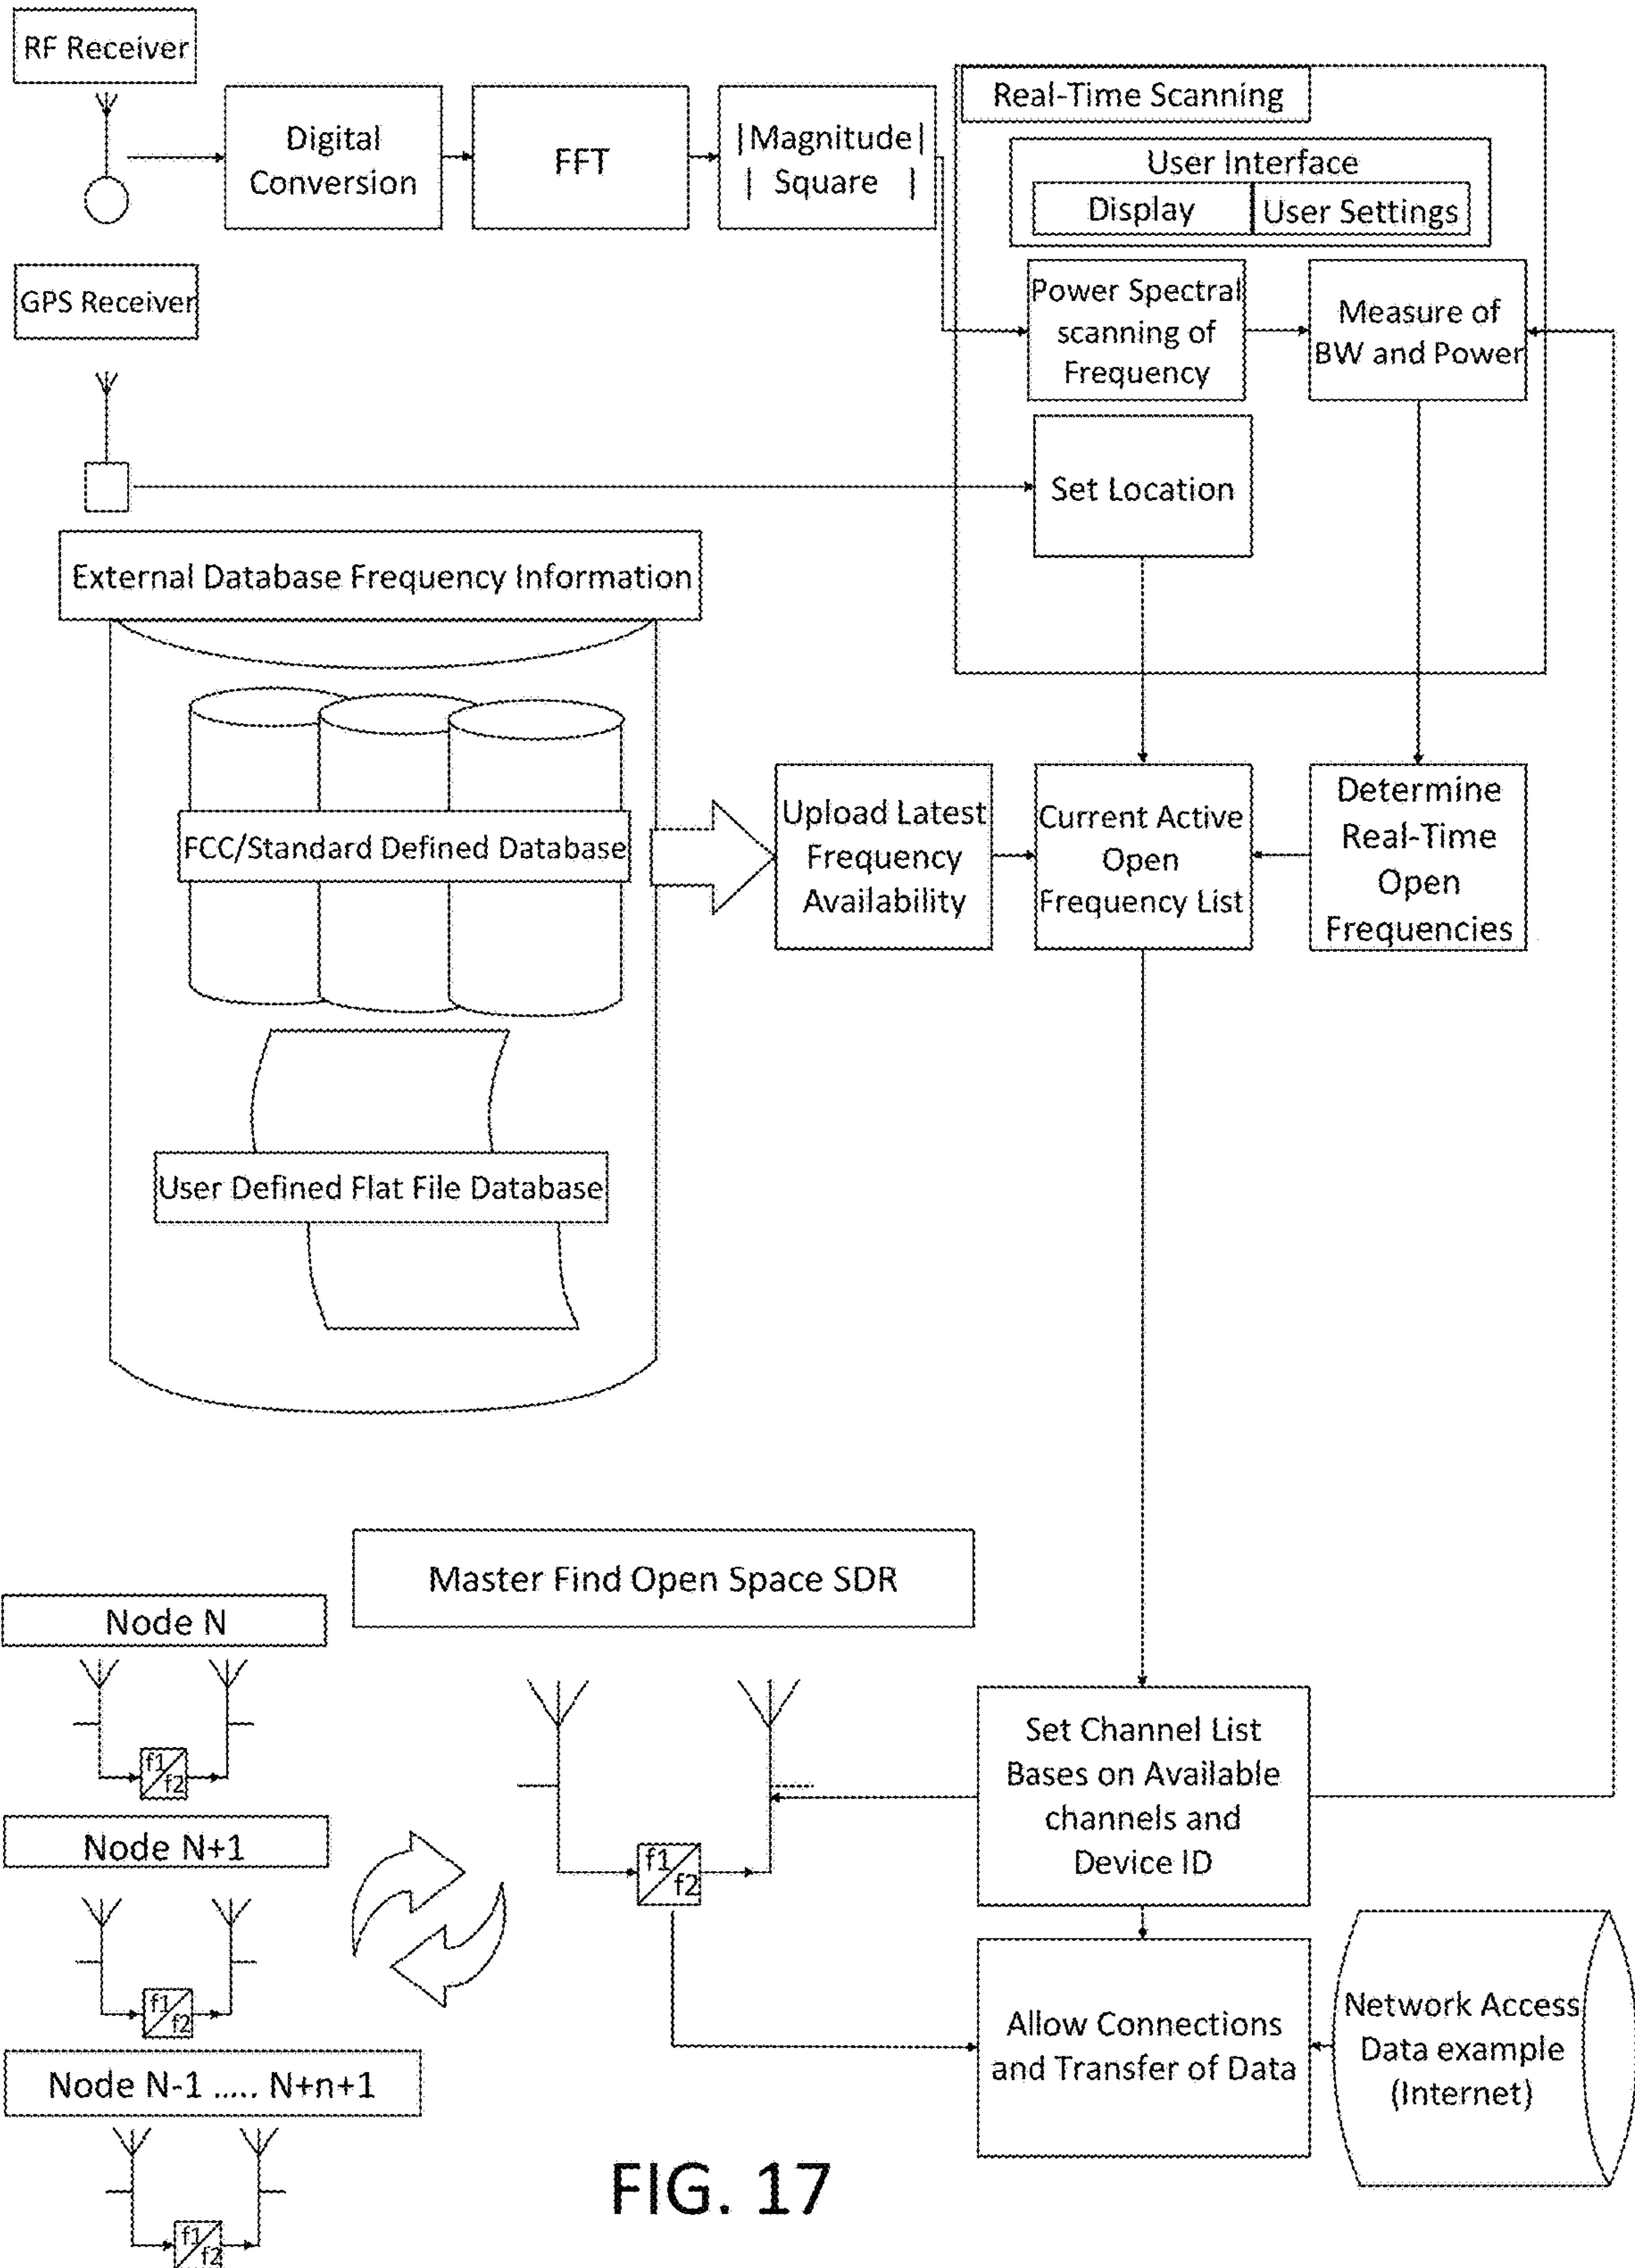 RF Receiver
Digital
Conversion
FFT
|Magnitude|
| Square |
Real-Time Scanning
User Interface
Display
User Settings
GPS Receiver
Power Spectral
scanning of
Frequency
Measure of
BW and Power
Set Location
External Database Frequency Information
FCC/Standard Defined Database
Upload Latest
Frequency
Availability
Current Active
Open
Frequency List
Determine
Real-Time
Open
Frequencies
User Defined Flat File Database
Master Find Open Space SDR
Node N
f1
f2
Node N+1
f1
f2
Node N-1 ..... N+n+1
f1
f2
f1
f2
Set Channel List
Bases on Available
channels and
Device ID
Allow Connections
and Transfer of Data
Network Access
Data example
(Internet)
FIG. 17